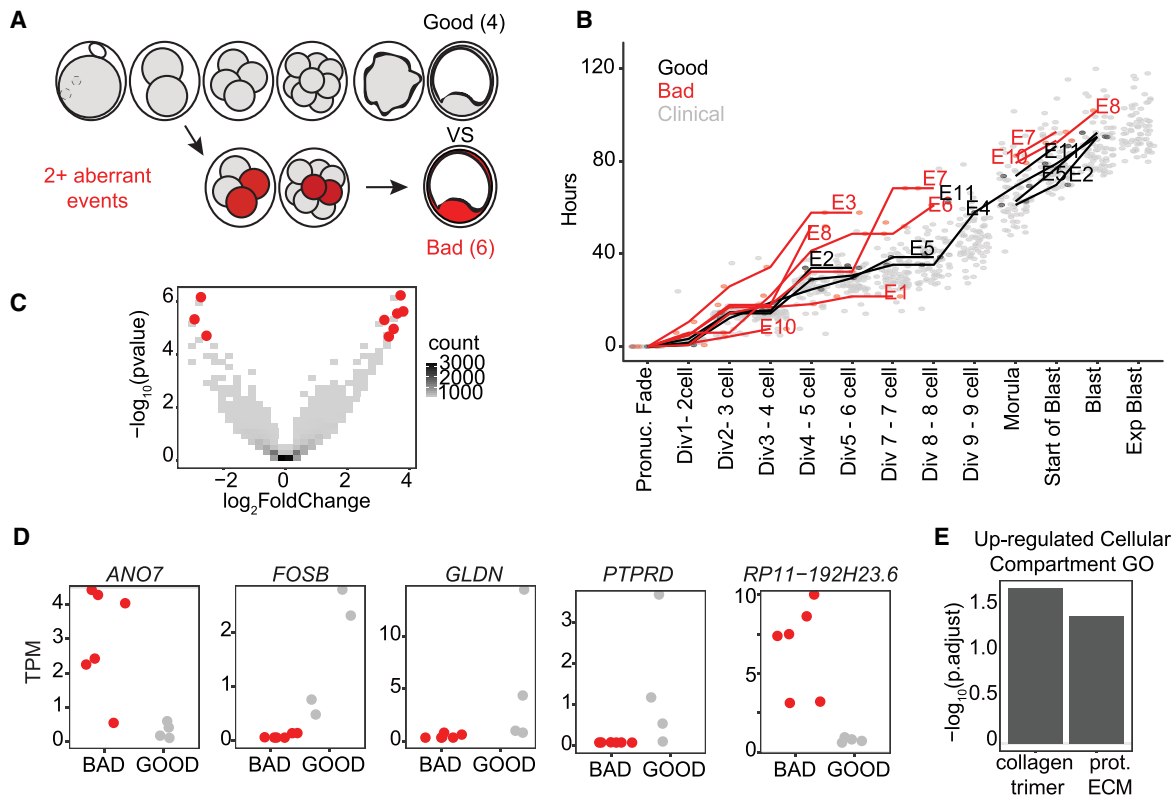 A
Good (4)
VS
2+ aberrant
events
Bad (6)
B
Good
Bad
Clinical
Hours
120
80
40
0
E8
E7
E10
E11
E5
E2
E7
E11
E6
E4
E3
E8
E2
E5
E1
E10
Pronuc. Fade
Div1- 2cell
Div2- 3 cell
Div3 - 4 cell
Div4 - 5 cell
Div5 - 6 cell
Div 7 - 7 cell
Div 8 - 8 cell
Div 9 - 9 cell
Morula
Start of Blast
Blast
Exp Blast
C
−log10(pvalue)
6
4
2
0
−2
0
2
4
log2FoldChange
count
3000
2000
1000
D
TPM
ANO7
4
3
2
1
0
BAD GOOD
FOSB
2
1
0
BAD GOOD
GLDN
10
5
0
BAD GOOD
PTPRD
3
2
1
0
BAD GOOD
RP11−192H23.6
10
5
0
BAD GOOD
E
Up-regulated Cellular
Compartment GO
−log10(p.adjust)
1.5
1.0
0.5
0
collagen
trimer
prot.
ECM